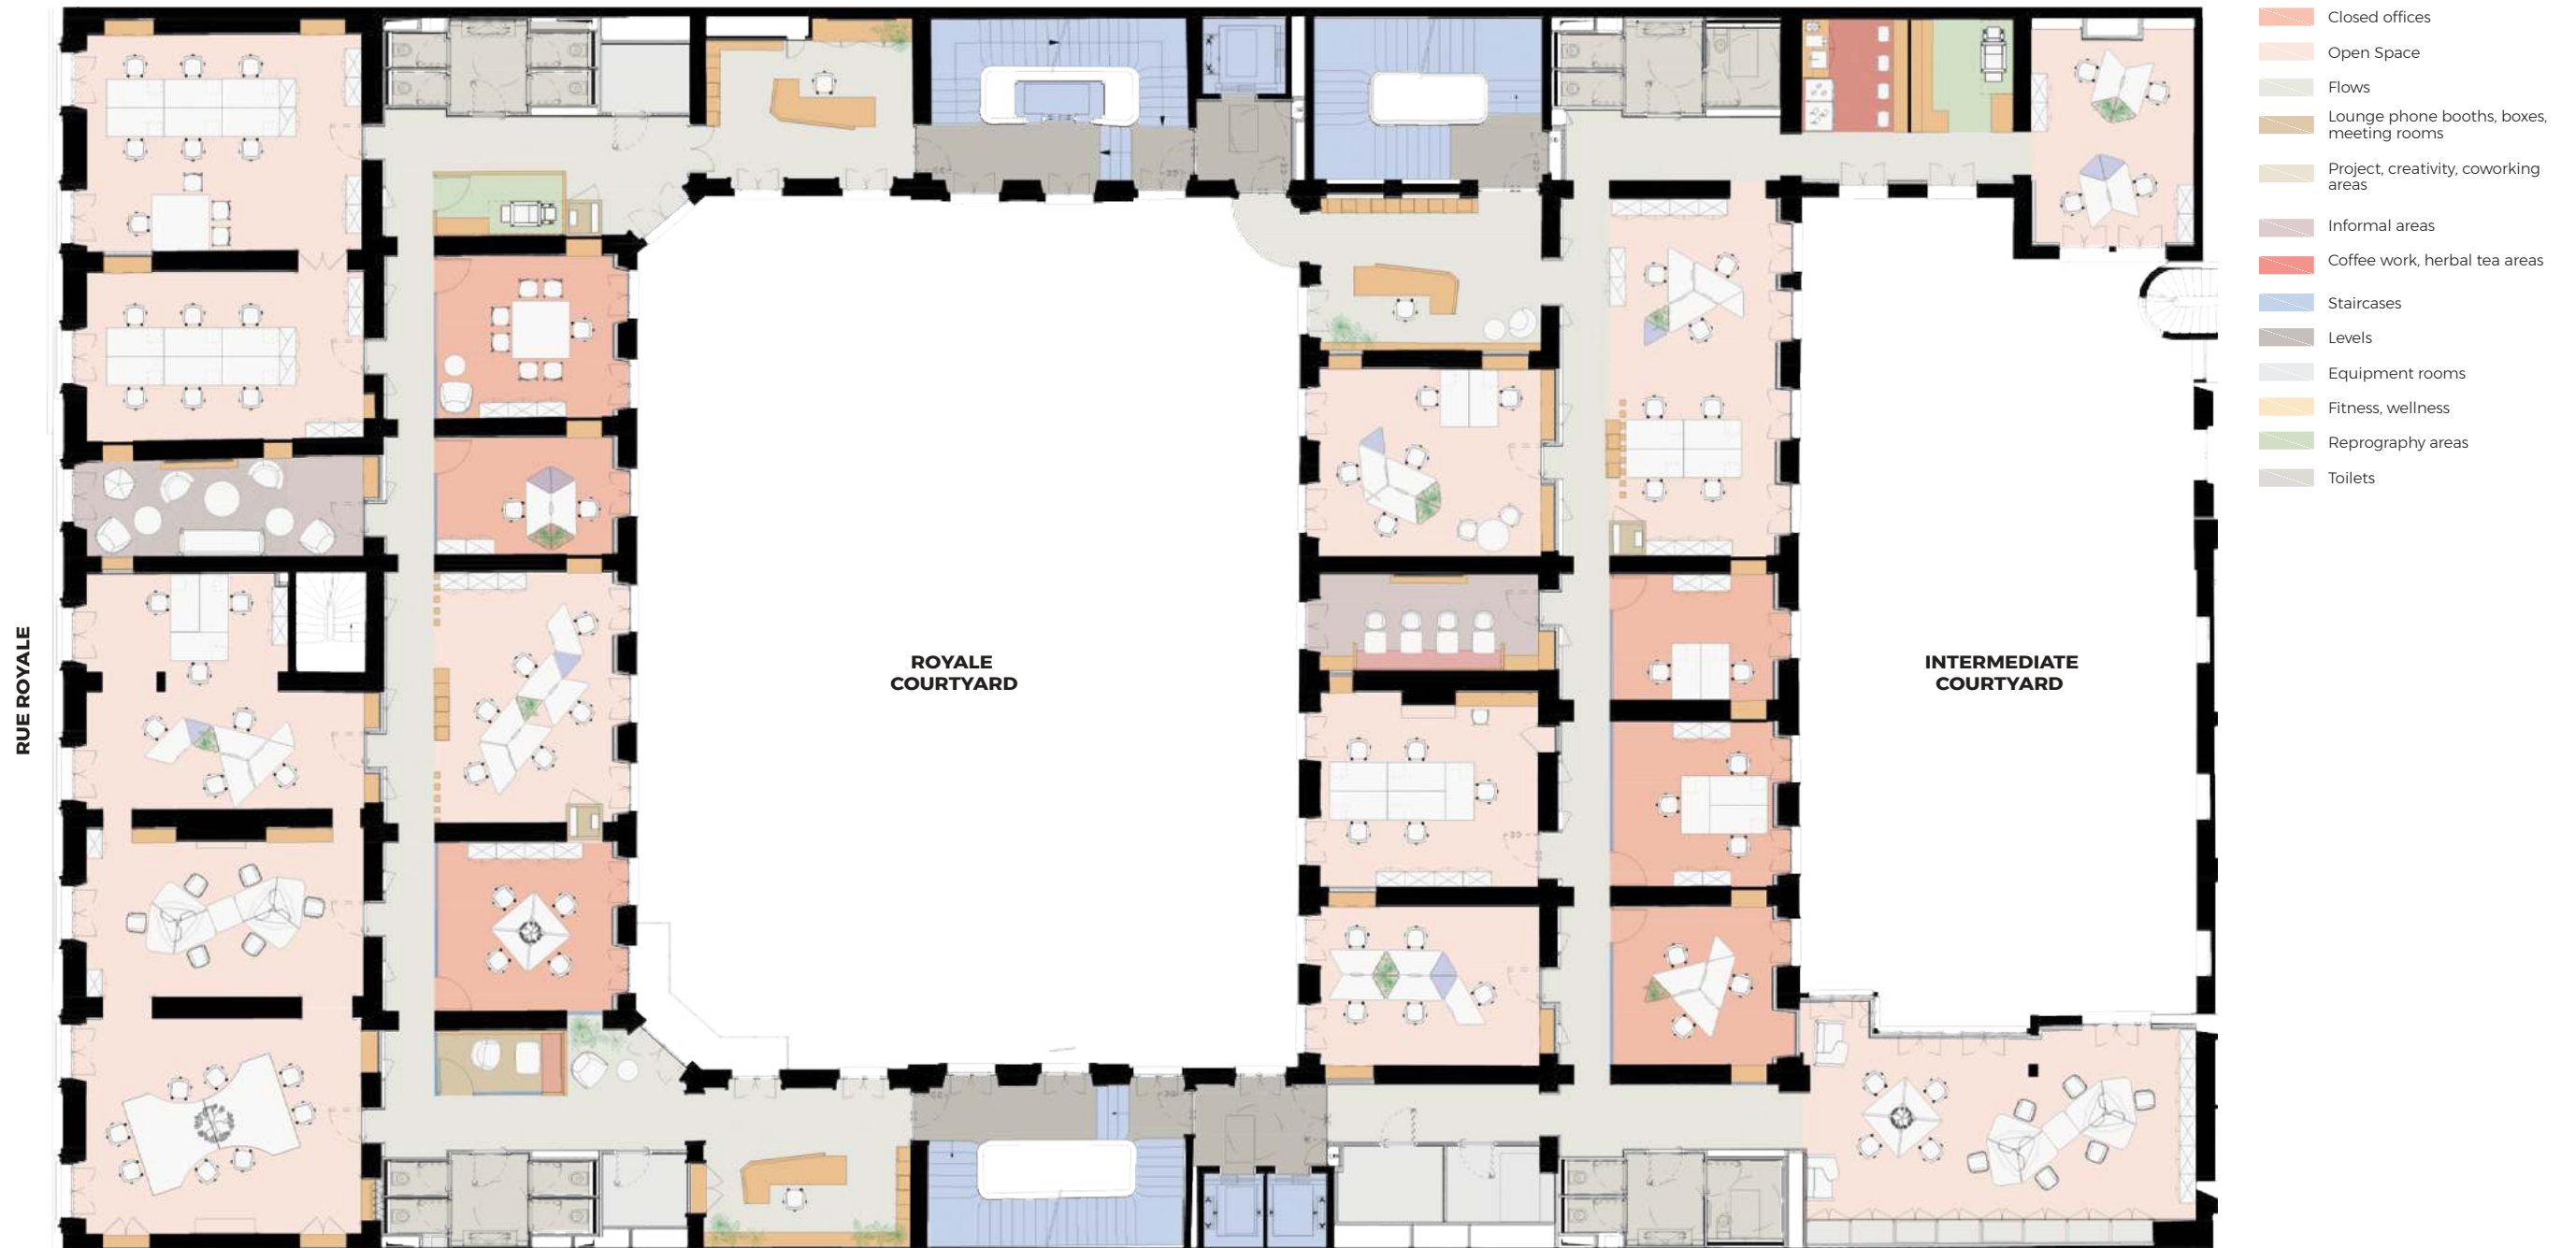 RUE ROYALE
ROYALE
COURTYARD
INTERMEDIATE
COURTYARD
Closed offices
Open Space
Flows
Lounge phone booths, boxes,
meeting rooms
Project, creativity, coworking
areas
Informal areas
Coffee work, herbal tea areas
Staircases
Levels
Equipment rooms
Fitness, wellness
Reprography areas
Toilets